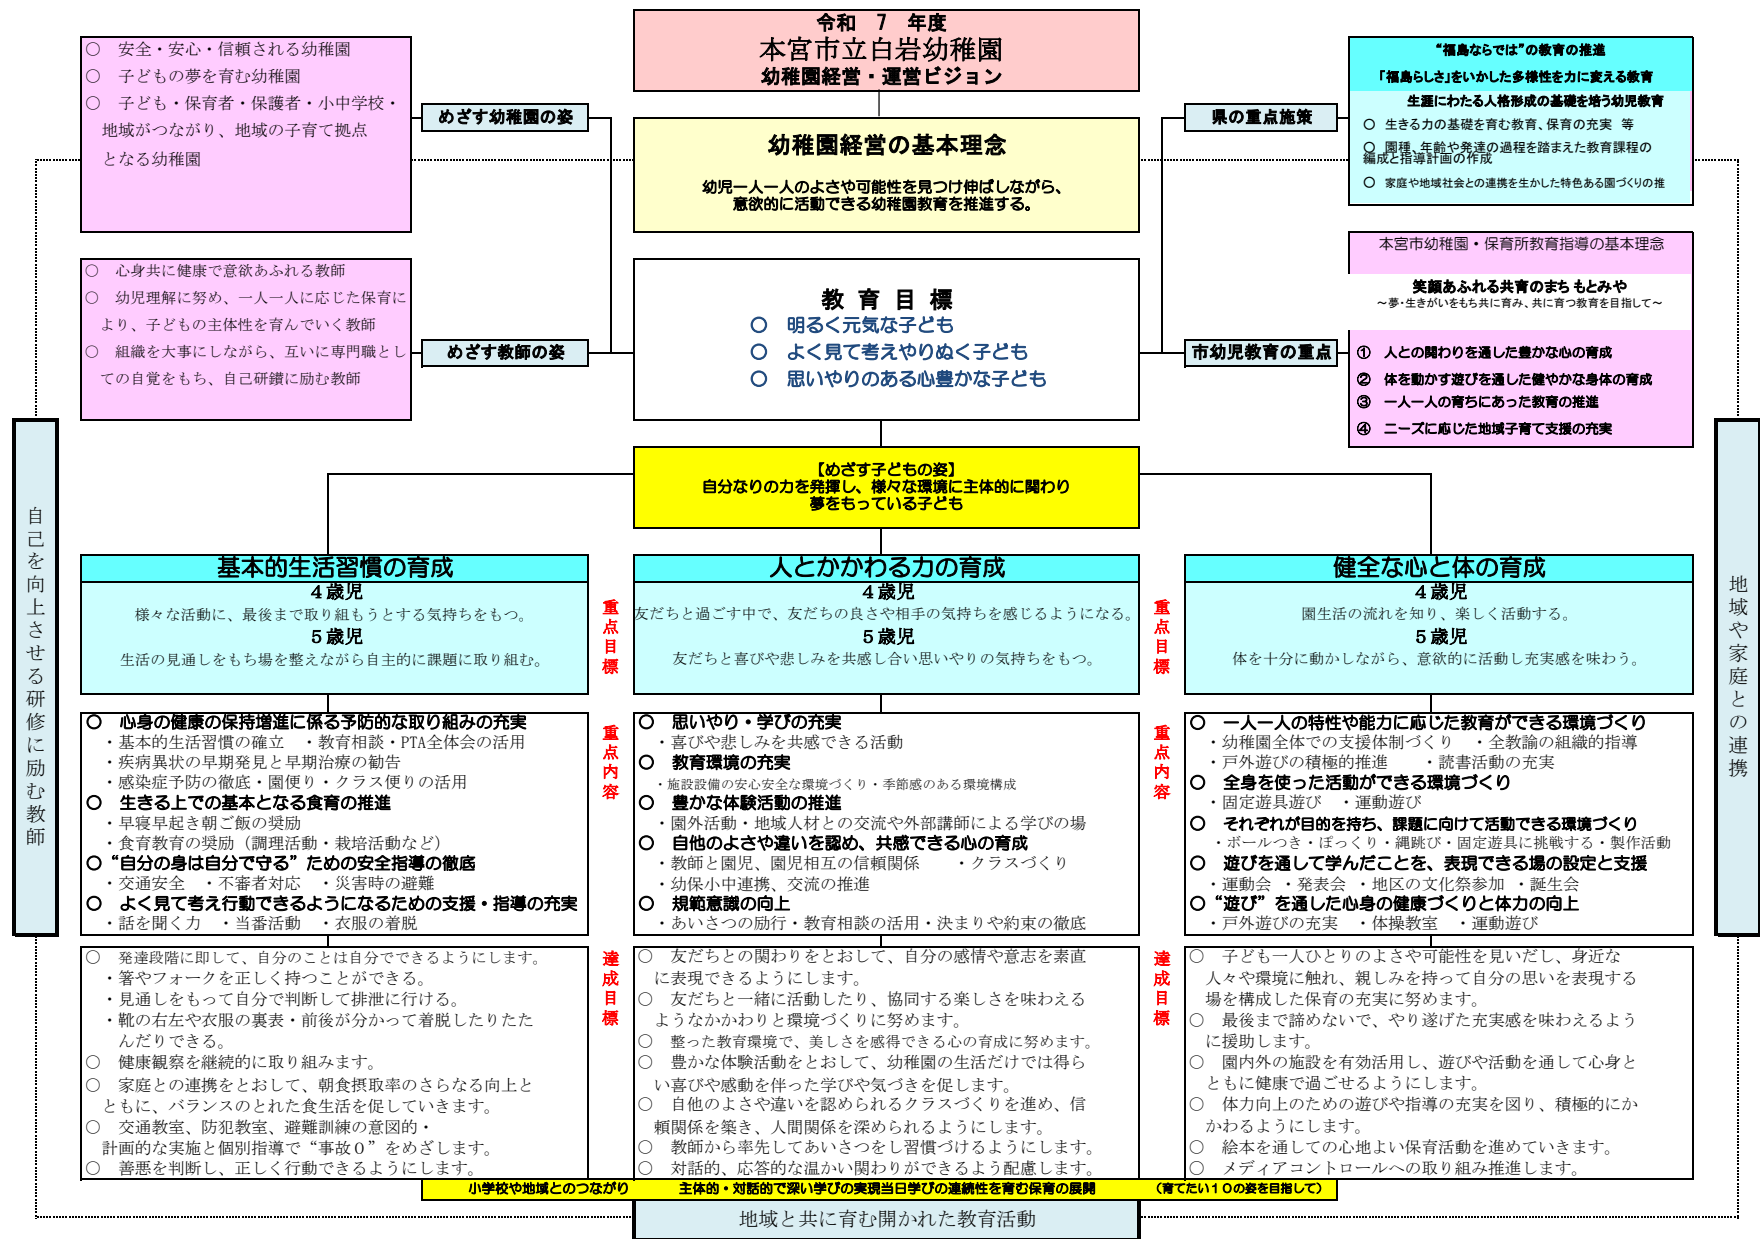 令和　7　年度
本宮市立白岩幼稚園
幼稚園経営・運営ビジョン
○　安全・安心・信頼される幼稚園
○　子どもの夢を育む幼稚園
○　子ども・保育者・保護者・小中学校・
地域がつながり、地域の子育て拠点
となる幼稚園
めざす幼稚園の姿
幼稚園経営の基本理念
幼児一人一人のよさや可能性を見つけ伸ばしながら、
意欲的に活動できる幼稚園教育を推進する。
県の重点施策
“福島ならでは”の教育の推進
「福島らしさ」をいかした多様性を力に変える教育
生涯にわたる人格形成の基礎を培う幼児教育
○　生きる力の基礎を育む教育、保育の充実　等
○　園種、年齢や発達の過程を踏まえた教育課程の
編成と指導計画の作成
○　家庭や地域社会との連携を生かした特色ある園づくりの推
○　心身共に健康で意欲あふれる教師
○　幼児理解に努め、一人一人に応じた保育に
より、子どもの主体性を育んでいく教師
○　組織を大事にしながら、互いに専門職とし
ての自覚をもち、自己研鑽に励む教師
めざす教師の姿
教 育 目 標
○　明るく元気な子ども
○　よく見て考えやりぬく子ども
○　思いやりのある心豊かな子ども
市幼児教育の重点
本宮市幼稚園・保育所教育指導の基本理念
笑顔あふれる共育のまち もとみや
～夢・生きがいをもち共に育み、共に育つ教育を目指して～
①　人との関わりを通した豊かな心の育成
②　体を動かす遊びを通した健やかな身体の育成
③　一人一人の育ちにあった教育の推進
④　ニーズに応じた地域子育て支援の充実
【めざす子どもの姿】
自分なりの力を発揮し、様々な環境に主体的に関わり
夢をもっている子ども
自己を向上させる研修に励む教師
地域や家庭との連携
基本的生活習慣の育成
４歳児
様々な活動に、最後まで取り組もうとする気持ちをもつ。
５歳児
生活の見通しをもち場を整えながら自主的に課題に取り組む。
重点目標
人とかかわる力の育成
４歳児
友だちと過ごす中で、友だちの良さや相手の気持ちを感じるようになる。
５歳児
友だちと喜びや悲しみを共感し合い思いやりの気持ちをもつ。
重点目標
健全な心と体の育成
４歳児
園生活の流れを知り、楽しく活動する。
５歳児
体を十分に動かしながら、意欲的に活動し充実感を味わう。
○　心身の健康の保持増進に係る予防的な取り組みの充実
・基本的生活習慣の確立　・教育相談・PTA全体会の活用
・疾病異状の早期発見と早期治療の勧告
・感染症予防の徹底・園便り・クラス便りの活用
○　生きる上での基本となる食育の推進
・早寝早起き朝ご飯の奨励
・食育教育の奨励（調理活動・栽培活動など）
○“自分の身は自分で守る”ための安全指導の徹底
・交通安全　・不審者対応　・災害時の避難
○　よく見て考え行動できるようになるための支援・指導の充実
・話を聞く力　・当番活動　・衣服の着脱
重点内容
○　思いやり・学びの充実
・喜びや悲しみを共感できる活動
○　教育環境の充実
・施設設備の安心安全な環境づくり・季節感のある環境構成
○　豊かな体験活動の推進
・園外活動・地域人材との交流や外部講師による学びの場
○　自他のよさや違いを認め、共感できる心の育成
・教師と園児、園児相互の信頼関係　　・クラスづくり
・幼保小中連携、交流の推進
○　規範意識の向上
・あいさつの励行・教育相談の活用・決まりや約束の徹底
重点内容
○　一人一人の特性や能力に応じた教育ができる環境づくり
・幼稚園全体での支援体制づくり　・全教諭の組織的指導
・戸外遊びの積極的推進　　・読書活動の充実
○　全身を使った活動ができる環境づくり
・固定遊具遊び　・運動遊び
○　それぞれが目的を持ち、課題に向けて活動できる環境づくり
・ボールつき・ぽっくり・縄跳び・固定遊具に挑戦する・製作活動
○　遊びを通して学んだことを、表現できる場の設定と支援
・運動会　・発表会　・地区の文化祭参加　・誕生会
○“遊び”を通した心身の健康づくりと体力の向上
・戸外遊びの充実　・体操教室　・運動遊び
○　発達段階に即して、自分のことは自分でできるようにします。
・箸やフォークを正しく持つことができる。
・見通しをもって自分で判断して排泄に行ける。
・靴の右左や衣服の裏表・前後が分かって着脱したりたた
んだりできる。
○　健康観察を継続的に取り組みます。
○　家庭との連携をとおして、朝食摂取率のさらなる向上と
ともに、バランスのとれた食生活を促していきます。
○　交通教室、防犯教室、避難訓練の意図的・
計画的な実施と個別指導で“事故０”をめざします。
○　善悪を判断し、正しく行動できるようにします。
達成目標
○　友だちとの関わりをとおして、自分の感情や意志を素直
に表現できるようにします。
○　友だちと一緒に活動したり、協同する楽しさを味わえる
ようなかかわりと環境づくりに努めます。
○　整った教育環境で、美しさを感得できる心の育成に努めます。
○　豊かな体験活動をとおして、幼稚園の生活だけでは得ら
い喜びや感動を伴った学びや気づきを促します。
○　自他のよさや違いを認められるクラスづくりを進め、信
頼関係を築き、人間関係を深められるようにします。
○　教師から率先してあいさつをし習慣づけるようにします。
○　対話的、応答的な温かい関わりができるよう配慮します。
達成目標
○　子ども一人ひとりのよさや可能性を見いだし、身近な
人々や環境に触れ、親しみを持って自分の思いを表現する
場を構成した保育の充実に努めます。
○　最後まで諦めないで、やり遂げた充実感を味わえるよう
に援助します。
○　園内外の施設を有効活用し、遊びや活動を通して心身と
ともに健康で過ごせるようにします。
○　体力向上のための遊びや指導の充実を図り、積極的にか
かわるようにします。
○　絵本を通しての心地よい保育活動を進めていきます。
○　メディアコントロールへの取り組み推進します。
小学校や地域とのつながり　　主体的・対話的で深い学びの実現当日学びの連続性を育む保育の展開　　（育てたい１０の姿を目指して）
地域と共に育む開かれた教育活動